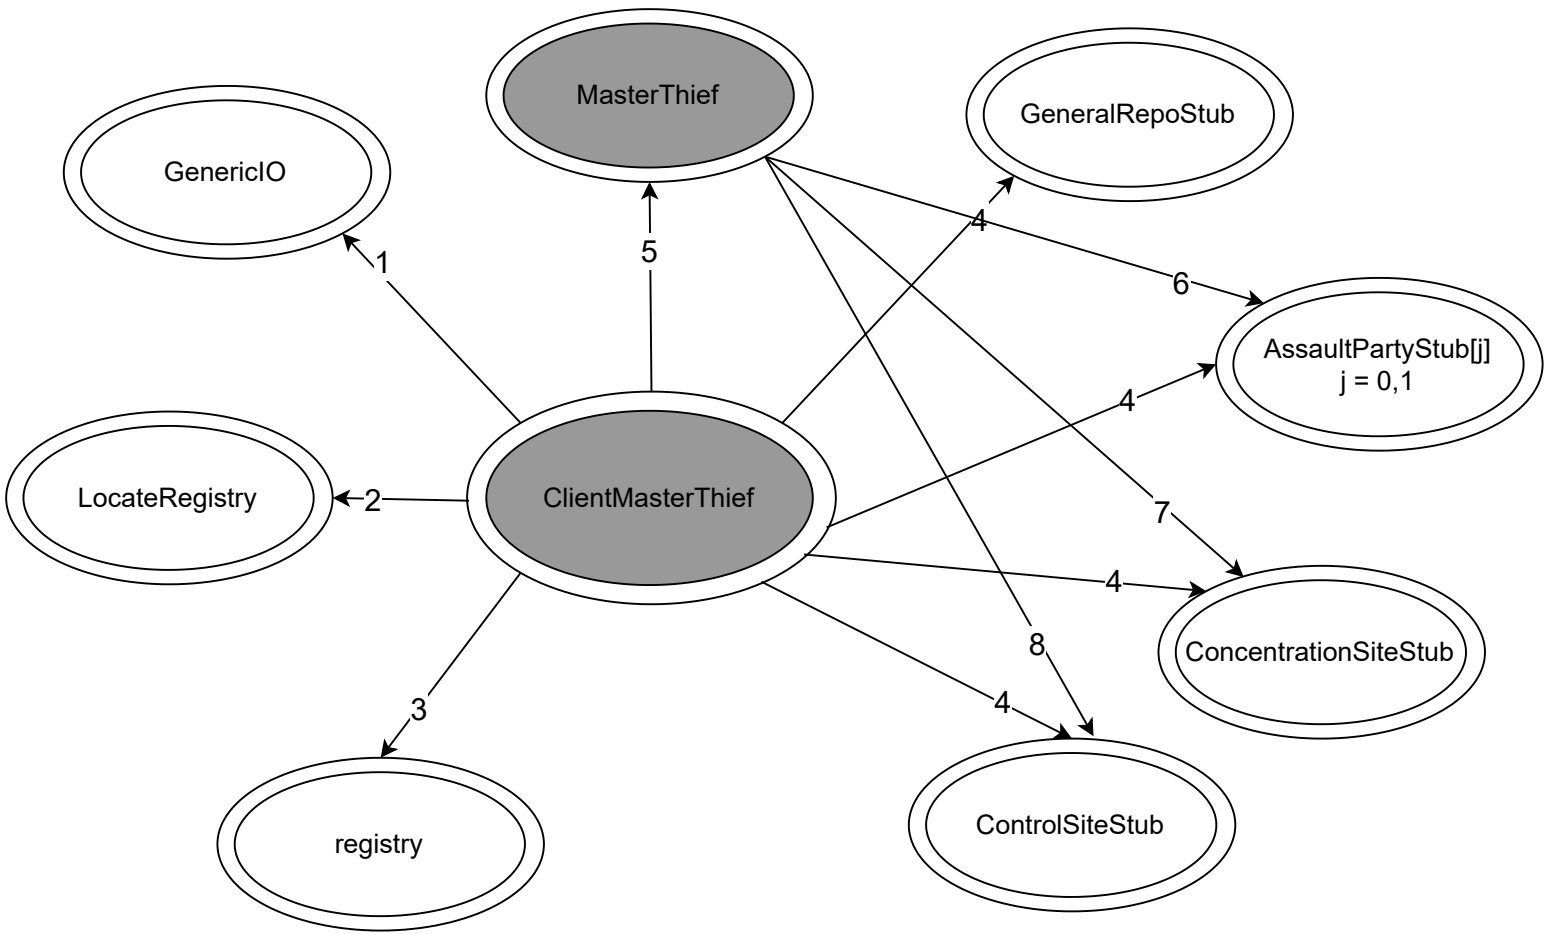 MasterThief
GeneralRepoStub
GenericIO
4
5
1
6
AssaultPartyStub[j]
j = 0,1
4
LocateRegistry
2
ClientMasterThief
7
4
ConcentrationSiteStub
8
4
3
ControlSiteStub
registry